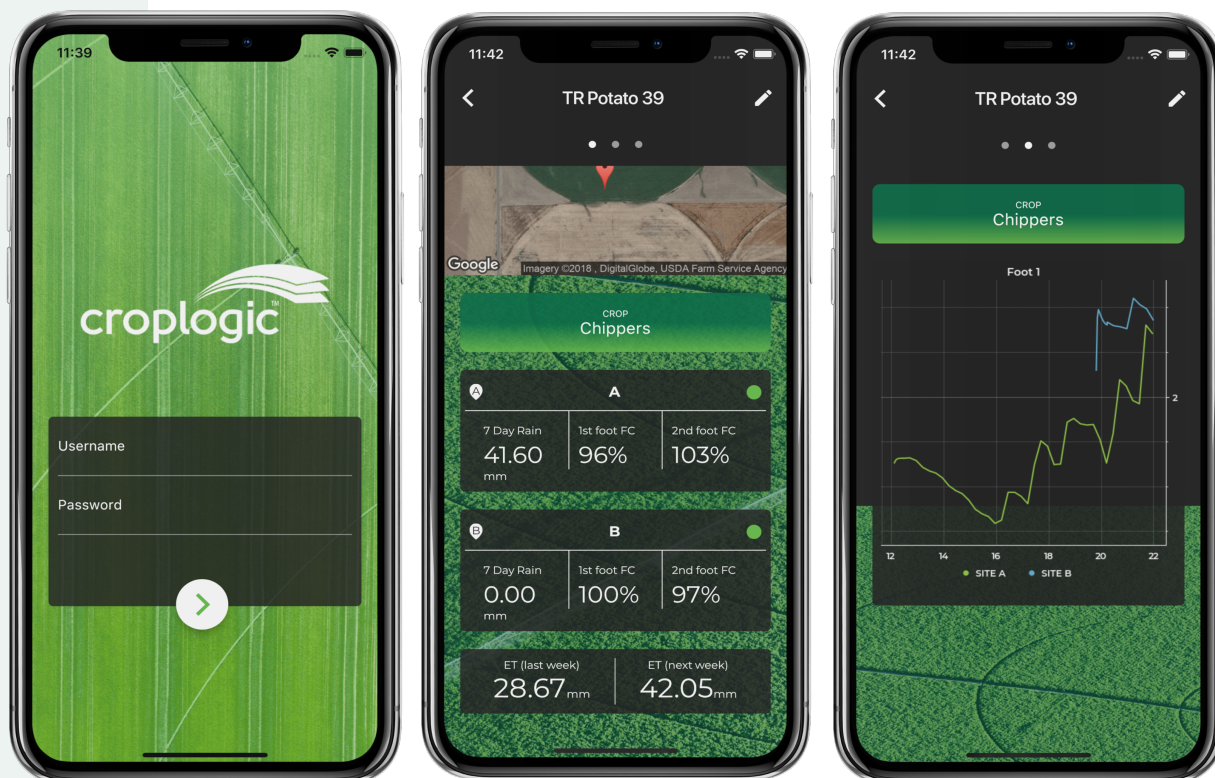 11:39
croplogic™
Username
Password
11:42
TR Potato 39
Google
Imagery ©2018 , DigitalGlobe, USDA Farm Service Agency
CROP
Chippers
A
A
7 Day Rain
1st foot FC
2nd foot FC
41.60
96%
103%
mm
B
B
7 Day Rain
1st foot FC
2nd foot FC
0.00
100%
97%
mm
ET (last week)
ET (next week)
28.67mm
42.05mm
11:42
TR Potato 39
CROP
Chippers
Foot 1
2
12 14 16 18 20 22
SITE A SITE B